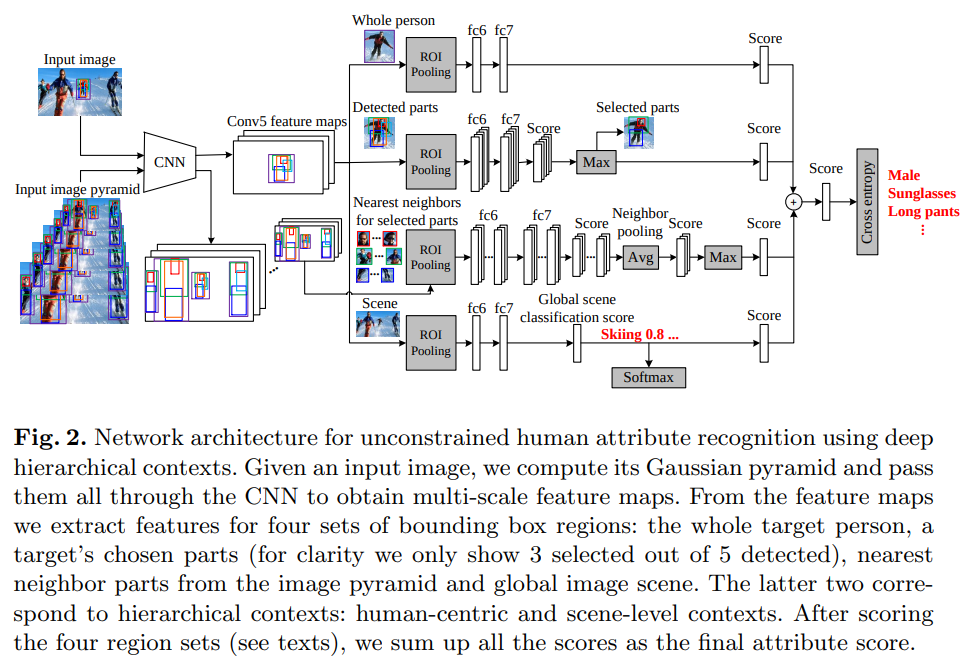 Whole person
fc6 fc7
ROI
Pooling
Score
Input image
Detected parts
Selected parts
Conv5 feature maps
fc6 fc7 Score
ROI
Pooling
Max
Score
CNN
Score
Input image pyramid
Nearest neighbors
for selected parts
fc6 fc7 Score
Neighbor
pooling
Score
Score
ROI
Pooling
...
...
...
...
...
...
...
Avg
Max
+
Cross entropy
Male
Sunglasses
Long pants
...
Scene
fc6 fc7
ROI
Pooling
Global scene
classification score
Skiing 0.8 ...
Softmax
Score
Fig. 2. Network architecture for unconstrained human attribute recognition using deep
hierarchical contexts. Given an input image, we compute its Gaussian pyramid and pass
them all through the CNN to obtain multi-scale feature maps. From the feature maps
we extract features for four sets of bounding box regions: the whole target person, a
target's chosen parts (for clarity we only show 3 selected out of 5 detected), nearest
neighbor parts from the image pyramid and global image scene. The latter two corre-
spond to hierarchical contexts: human-centric and scene-level contexts. After scoring
the four region sets (see texts), we sum up all the scores as the final attribute score.